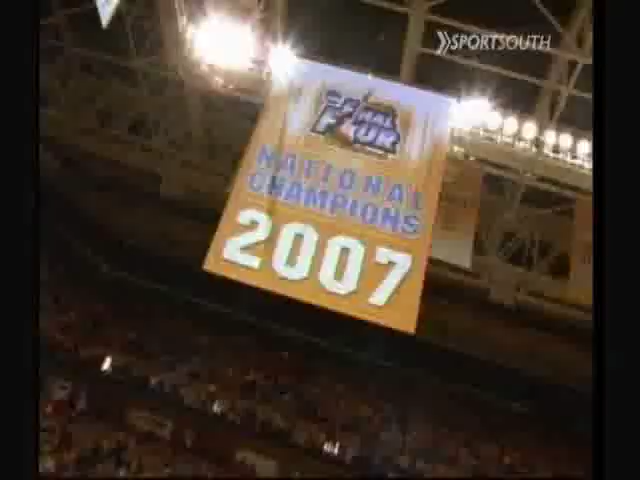 SPORTSOUTH
FINAL
FOUR
NATIONAL
CHAMPIONS
2007